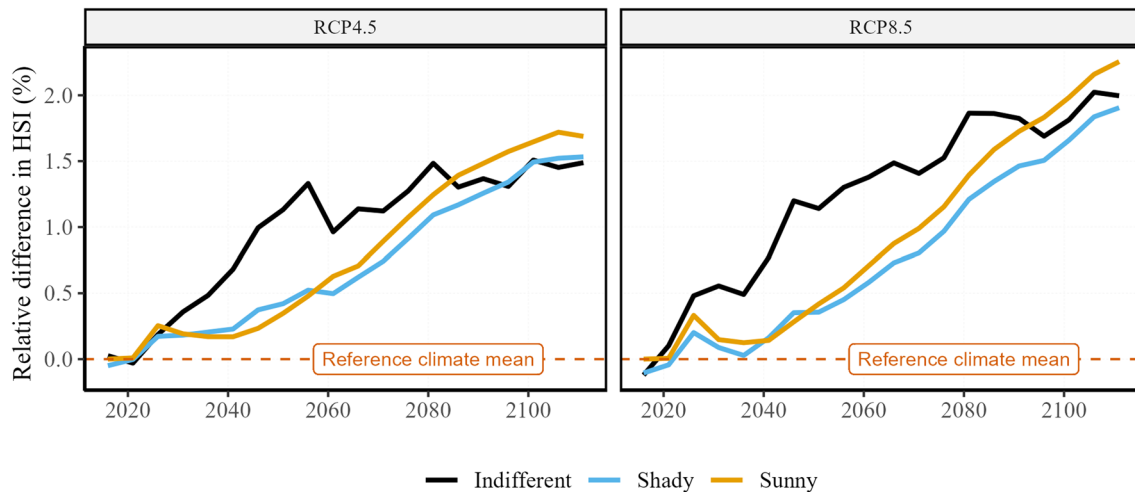 RCP4.5
RCP8.5
Relative difference in HSI (%)
2.0
1.5
1.0
0.5
0.0
Reference climate mean
Reference climate mean
2020 2040 2060 2080 2100
2020 2040 2060 2080 2100
Indifferent Shady Sunny